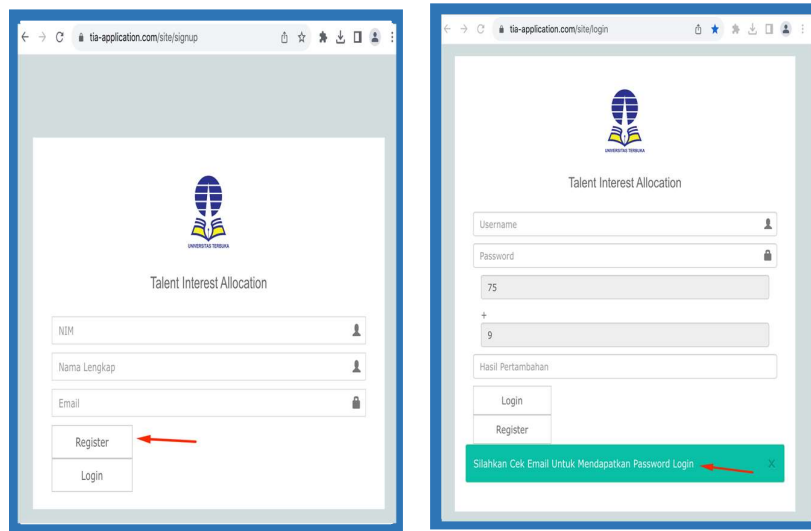 tia-application.com/site/signup
UNIVERSITAS TERBUKA
Talent Interest Allocation
NIM
Nama Lengkap
Email
Register
Login
tia-application.com/site/login
UNIVERSITAS TERBUKA
Talent Interest Allocation
Username
Password
75
+
9
Hasil Pertambahan
Login
Register
Silahkan Cek Email Untuk Mendapatkan Password Login X